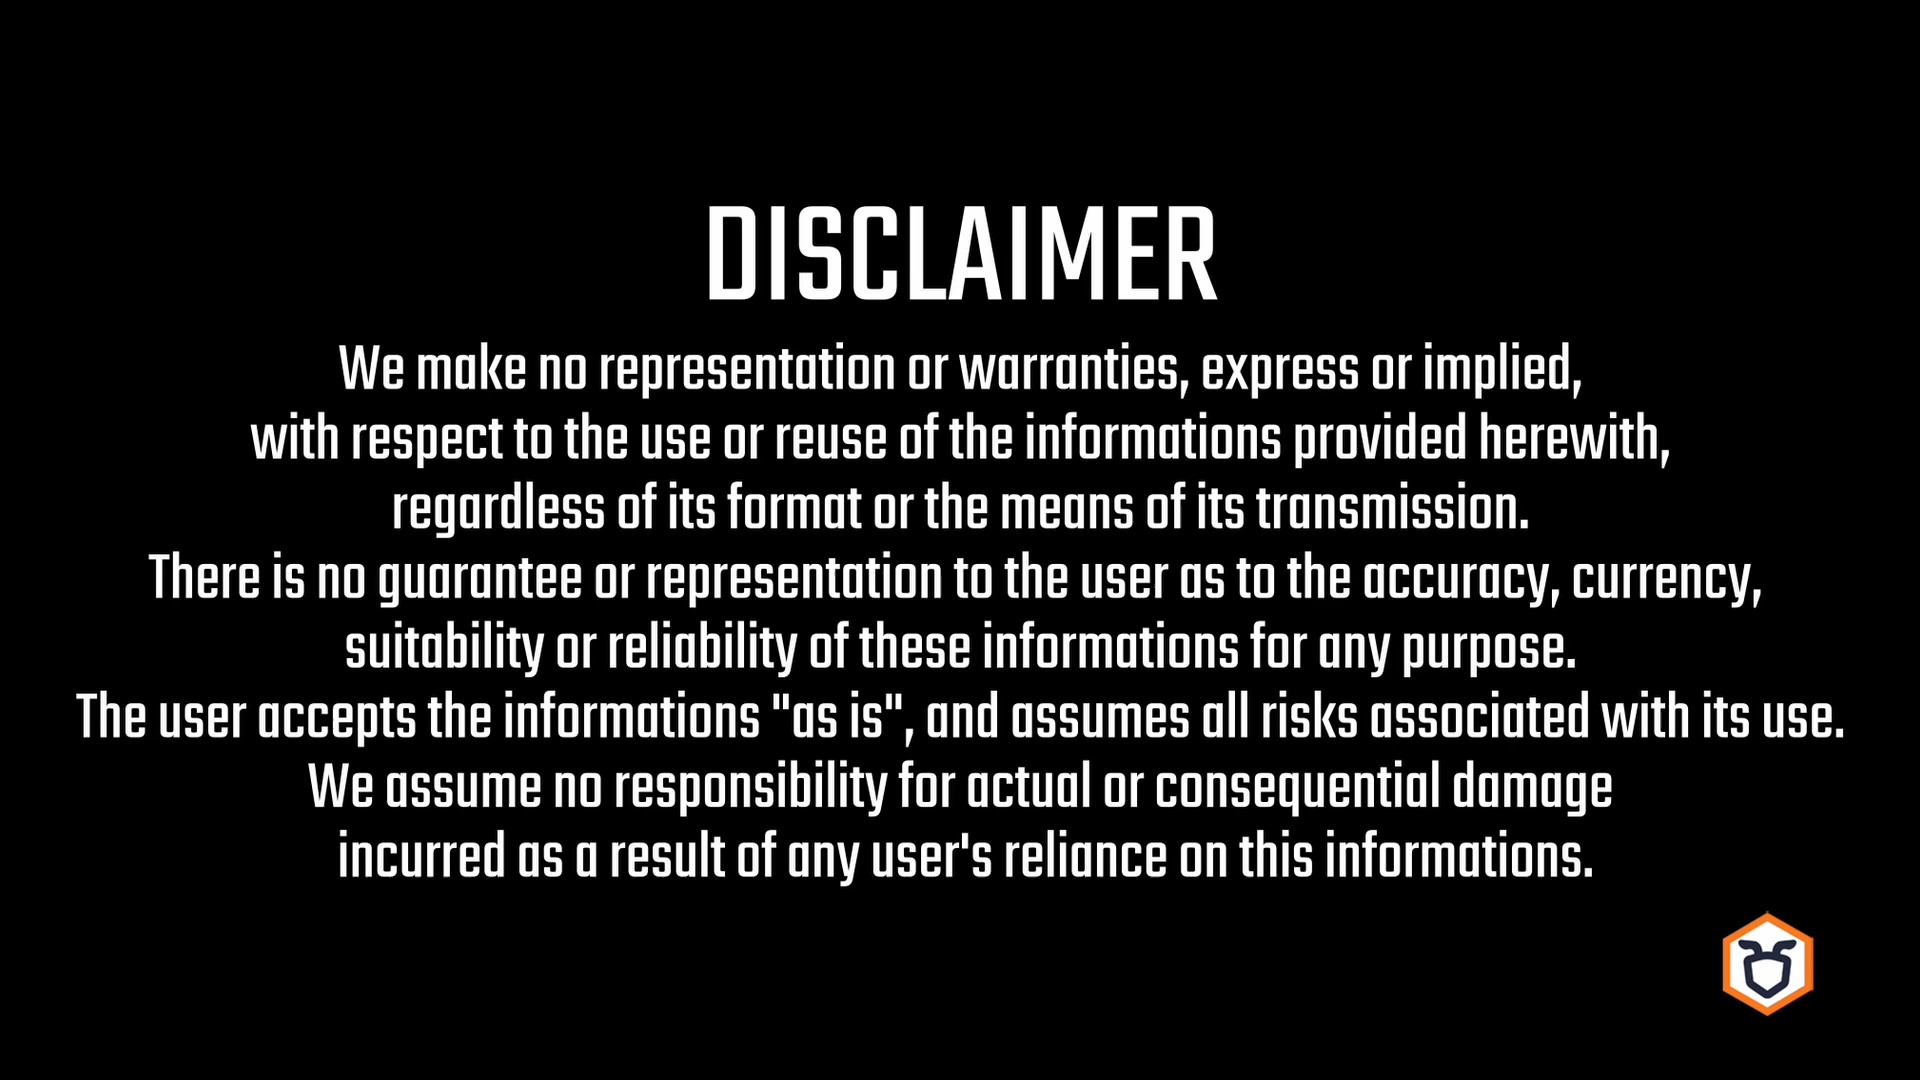 DISCLAIMER
We make no representation or warranties, express or implied,
with respect to the use or reuse of the informations provided herewith,
regardless of its format or the means of its transmission.
There is no guarantee or representation to the user as to the accuracy, currency,
suitability or reliability of these informations for any purpose.
The user accepts the informations "as is", and assumes all risks associated with its use.
We assume no responsibility for actual or consequential damage
incurred as a result of any user's reliance on this informations.